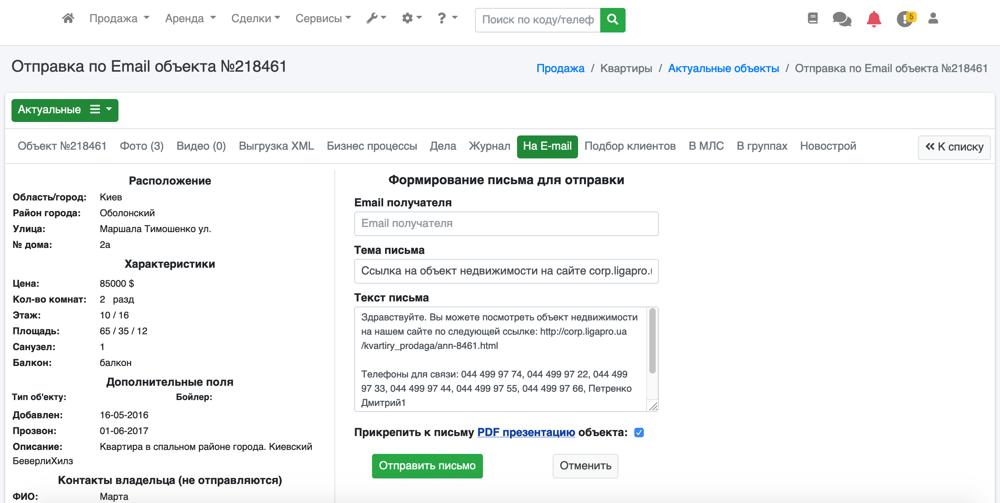 Продажа Аренда Сделки Сервисы ? Поиск по коду/телеф 5
Отправка по Email объекта №218461
Продажа / Квартиры / Актуальные объекты / Отправка по Email объекта №218461
Актуальные
Объект №218461 Фото (3) Видео (0) Выгрузка XML Бизнес процессы Дела Журнал На E-mail Подбор клиентов В МЛС В группах Новострой « К списку
Расположение
Область/город: Киев
Район города: Оболонский
Улица: Маршала Тимошенко ул.
№ дома: 2а
Характеристики
Цена: 85000 $
Кол-во комнат: 2 разд
Этаж: 10 / 16
Площадь: 65 / 35 / 12
Санузел: 1
Балкон: балкон
Дополнительные поля
Тип об'екту: Бойлер:
Добавлен: 16-05-2016
Прозвон: 01-06-2017
Описание: Квартира в спальном районе города. Киевский
БеверлиХилз
Контакты владельца (не отправляются)
ФИО: Марта
Формирование письма для отправки
Email получателя
Email получателя
Тема письма
Ссылка на объект недвижимости на сайте corp.ligapro.
Текст письма
Здравствуйте. Вы можете посмотреть объект недвижимости
на нашем сайте по следующей ссылке: http://corp.ligapro.ua
/kvartiry_prodaga/ann-8461.html
Телефоны для связи: 044 499 97 74, 044 499 97 22, 044 499
97 33, 044 499 97 44, 044 499 97 55, 044 499 97 66, Петренко
Дмитрий1
Прикрепить к письму PDF презентацию объекта:
Отправить письмо Отменить